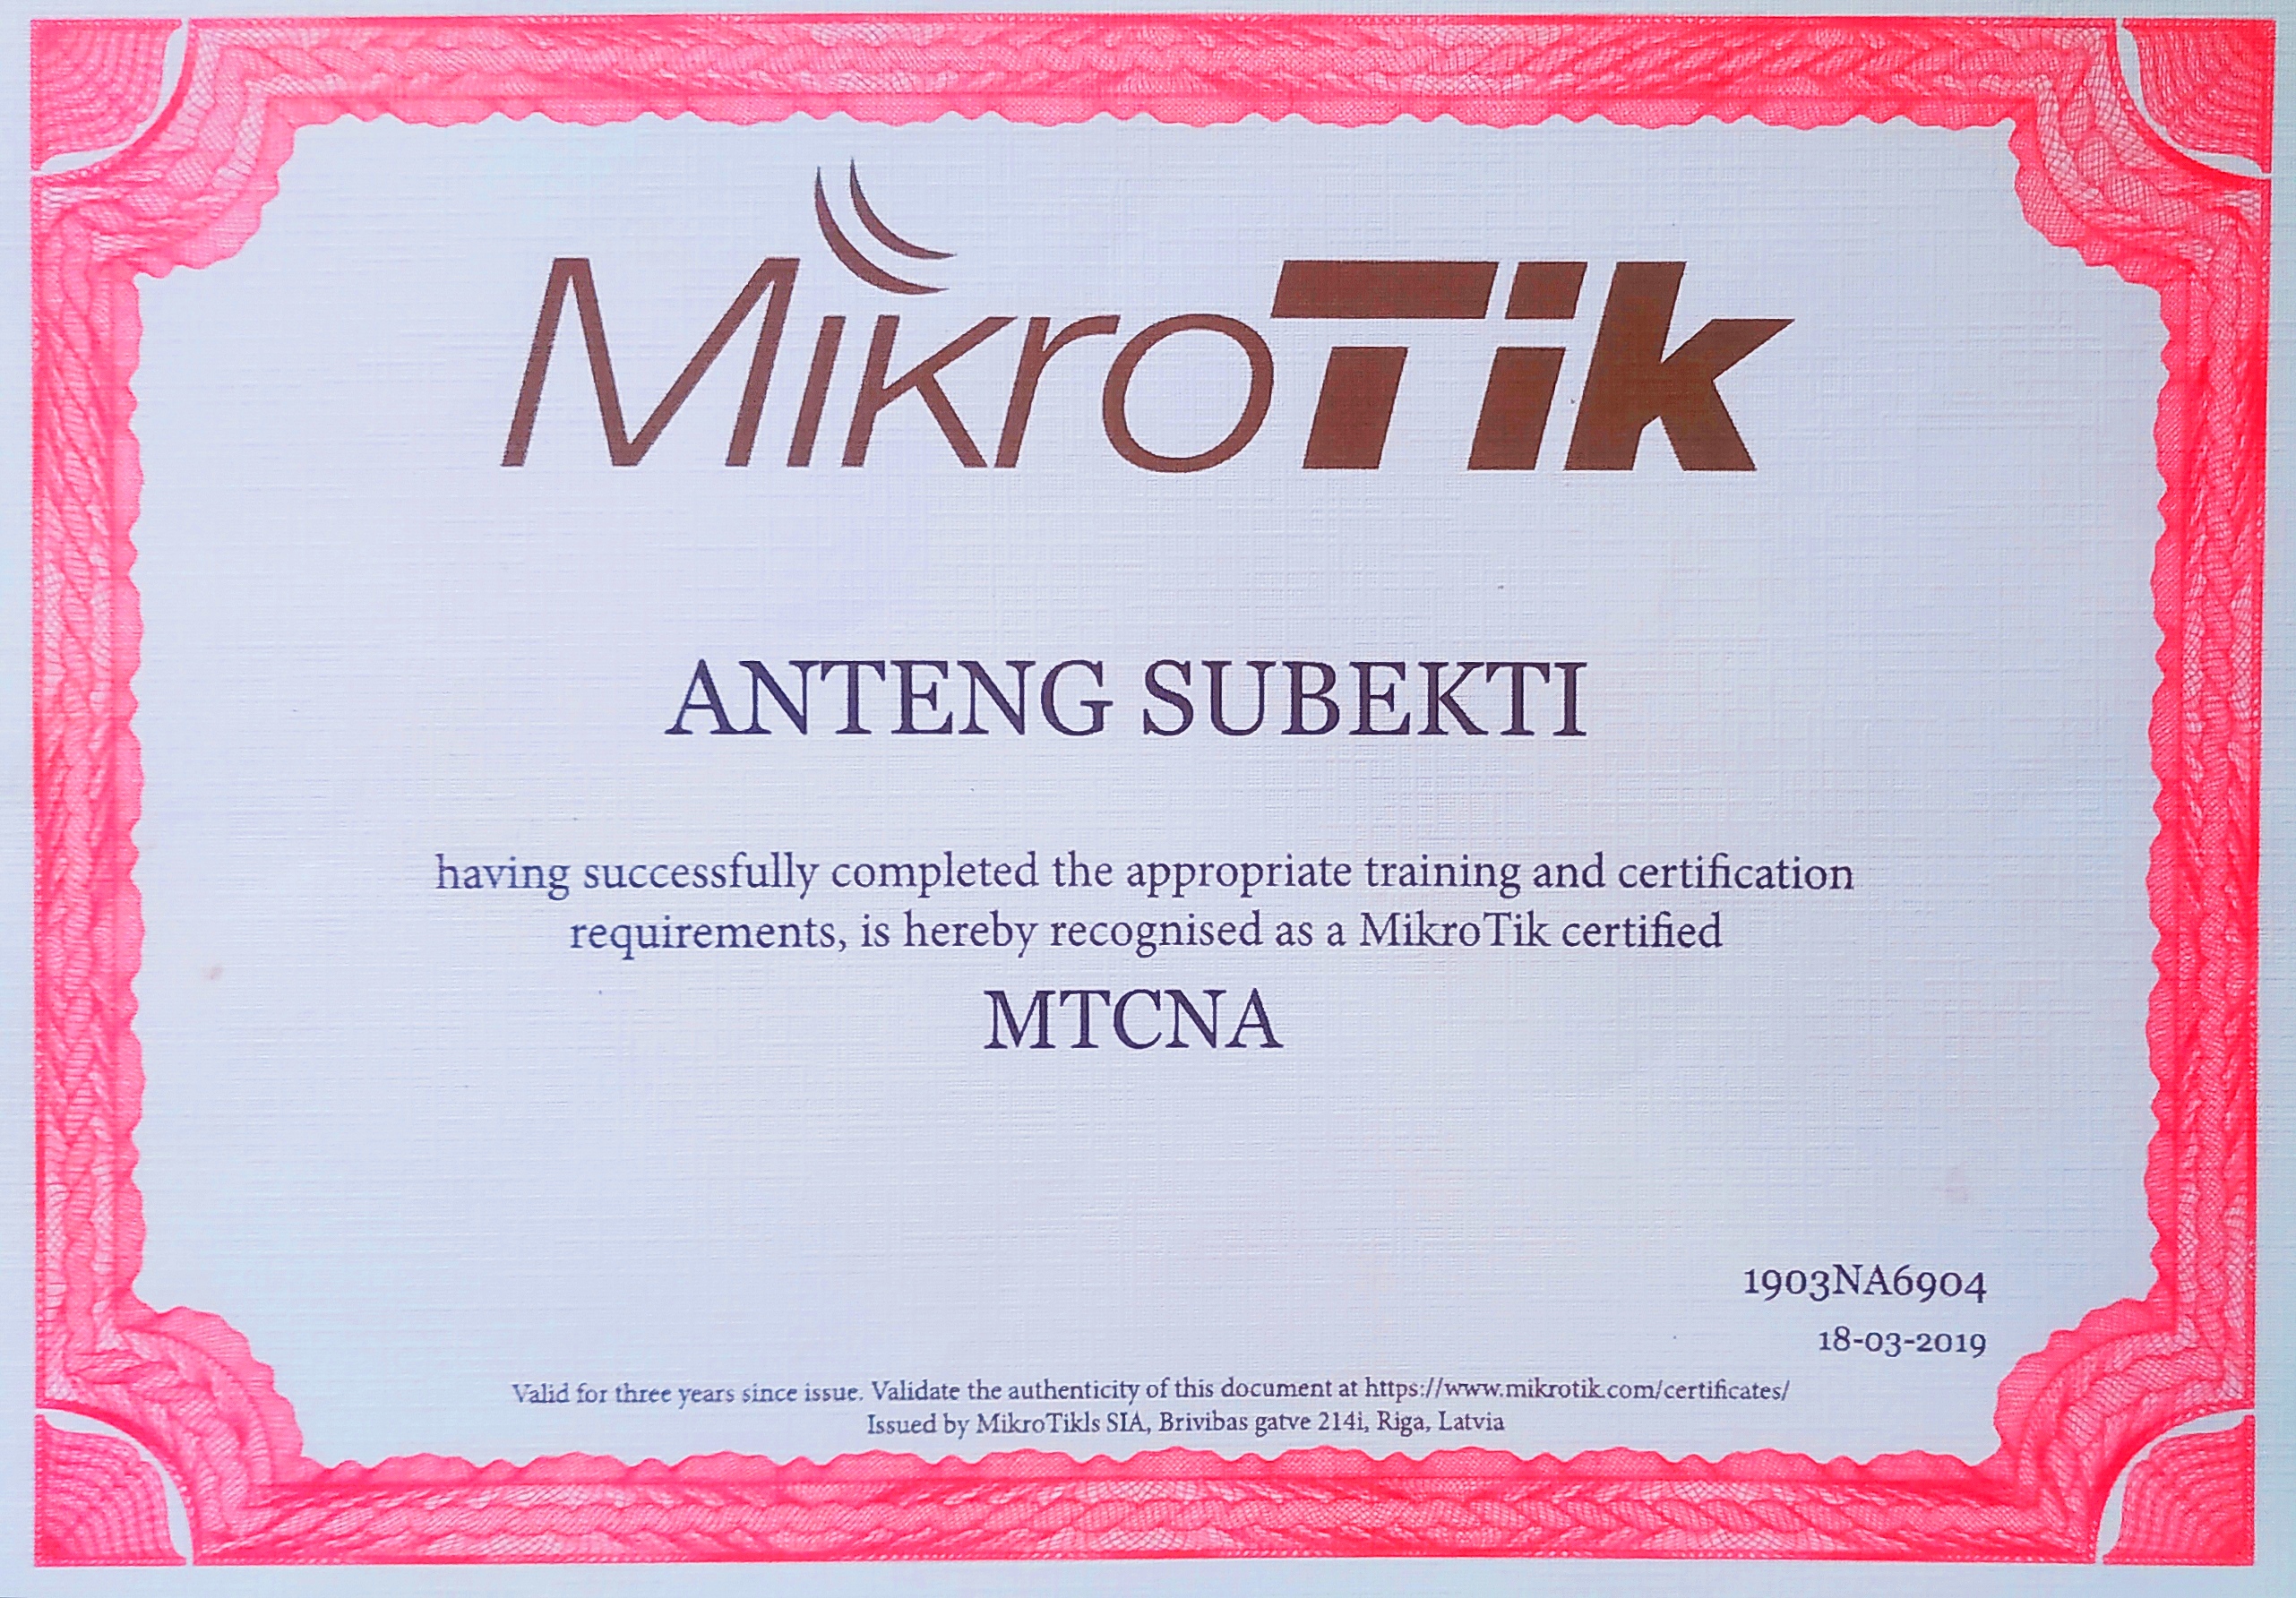 MikroTik
ANTENG SUBEKTI
having successfully completed the appropriate training and certification
requirements, is hereby recognised as a MikroTik certified
MTCNA
1903NA6904
18-03-2019
Valid for three years since issue. Validate the authenticity of this document at https://www.mikrotik.com/certificates/
Issued by MikroTikls SIA, Brivibas gatve 214i, Riga, Latvia